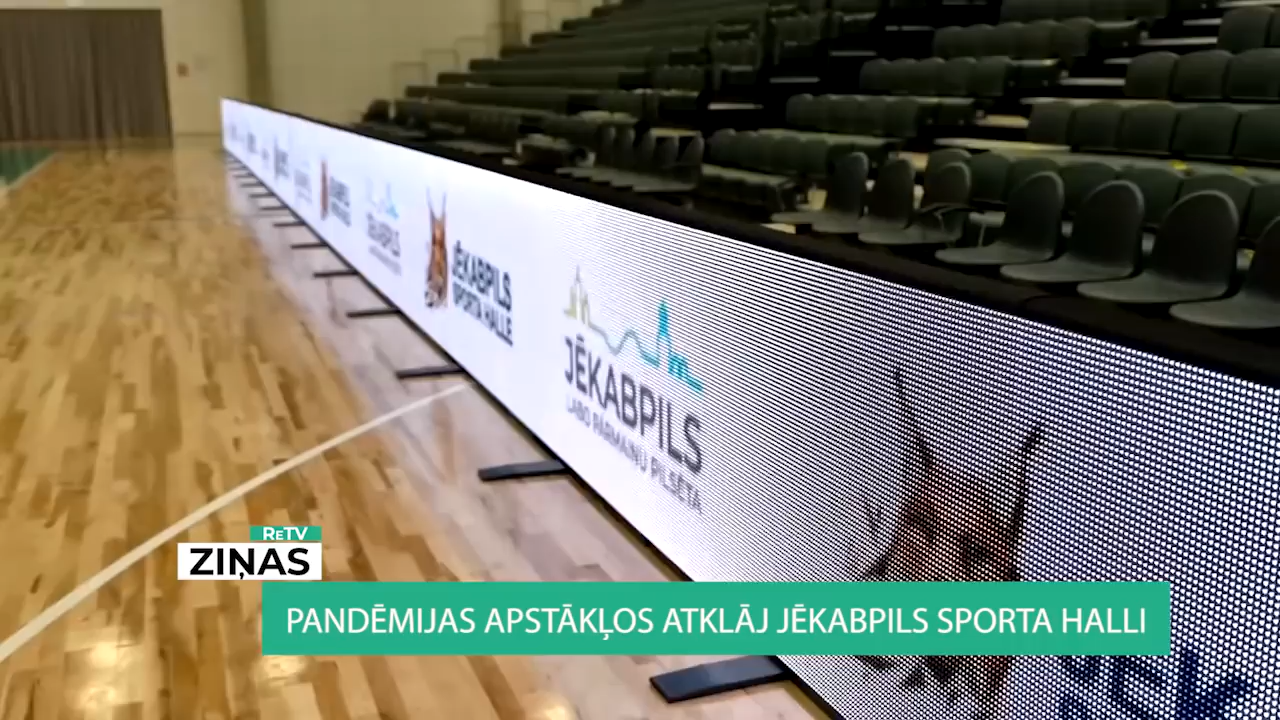 JĒKABPILS
SPORTA HALLE
JĒKABPILS
LABO PĀRMAIŅU PILSĒTA
ReTV
ZIŅAS
PANDĒMIJAS APSTĀKĻOS ATKLĀJ JĒKABPILS SPORTA HALLI